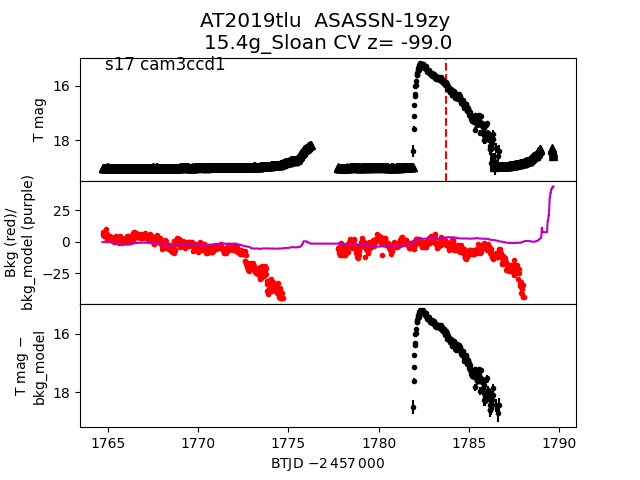 AT2019tlu ASASSN-19zy
15.4g_Sloan CV z= -99.0
s17 cam3ccd1
16
18
T mag
25
0
−25
Bkg (red)/
bkg_model (purple)
16
18
T mag −
bkg_model
1765 1770 1775 1780 1785 1790
BTJD −2 457 000